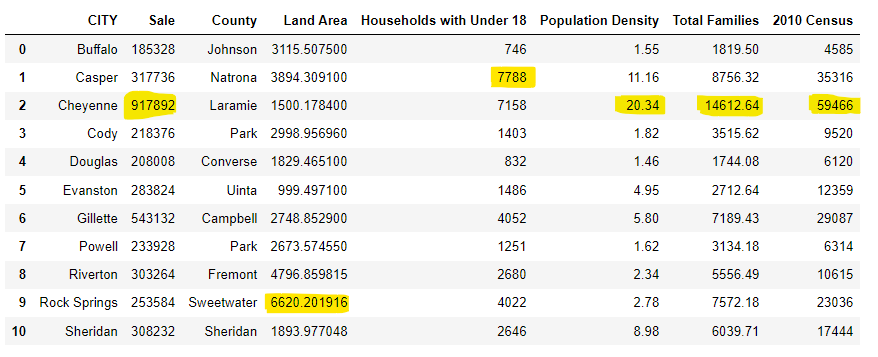 CITY Sale County Land Area Households with Under 18 Population Density Total Families 2010 Census
0 Buffalo 185328 Johnson 3115.507500 746 1.55 1819.50 4585
1 Casper 317736 Natrona 3894.309100 7788 11.16 8756.32 35316
2 Cheyenne 917892 Laramie 1500.178400 7158 20.34 14612.64 59466
3 Cody 218376 Park 2998.956960 1403 1.82 3515.62 9520
4 Douglas 208008 Converse 1829.465100 832 1.46 1744.08 6120
5 Evanston 283824 Uinta 999.497100 1486 4.95 2712.64 12359
6 Gillette 543132 Campbell 2748.852900 4052 5.80 7189.43 29087
7 Powell 233928 Park 2673.574550 1251 1.62 3134.18 6314
8 Riverton 303264 Fremont 4796.859815 2680 2.34 5556.49 10615
9 Rock Springs 253584 Sweetwater 6620.201916 4022 2.78 7572.18 23036
10 Sheridan 308232 Sheridan 1893.977048 2646 8.98 6039.71 17444